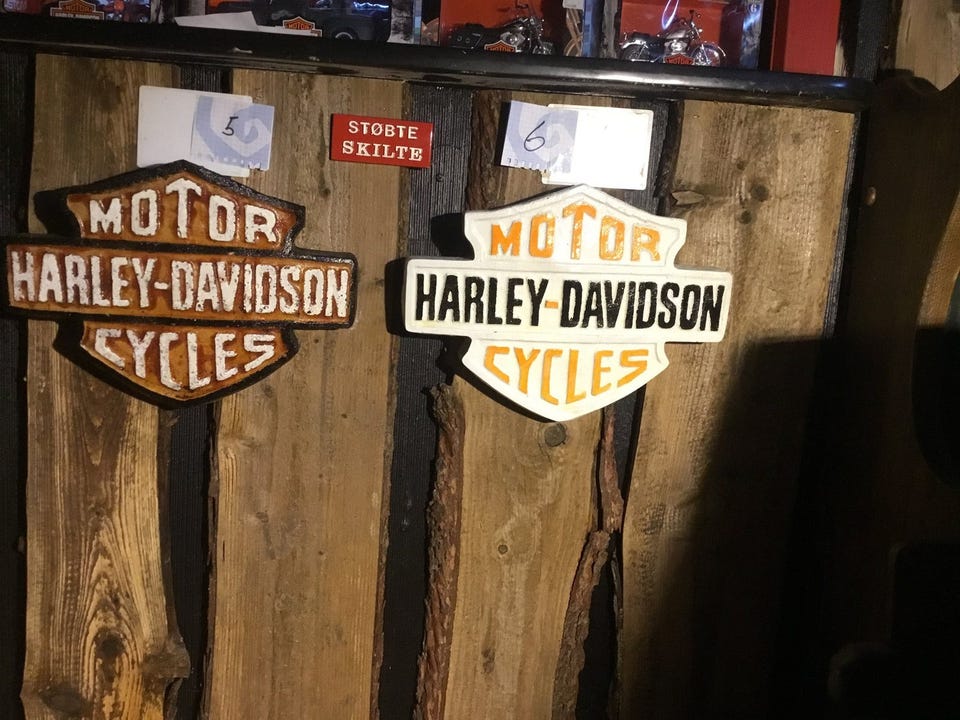 5
STØBTE
SKILTE
6
MOTOR
HARLEY-DAVIDSON
CYCLES
MOTOR
HARLEY-DAVIDSON
CYCLES